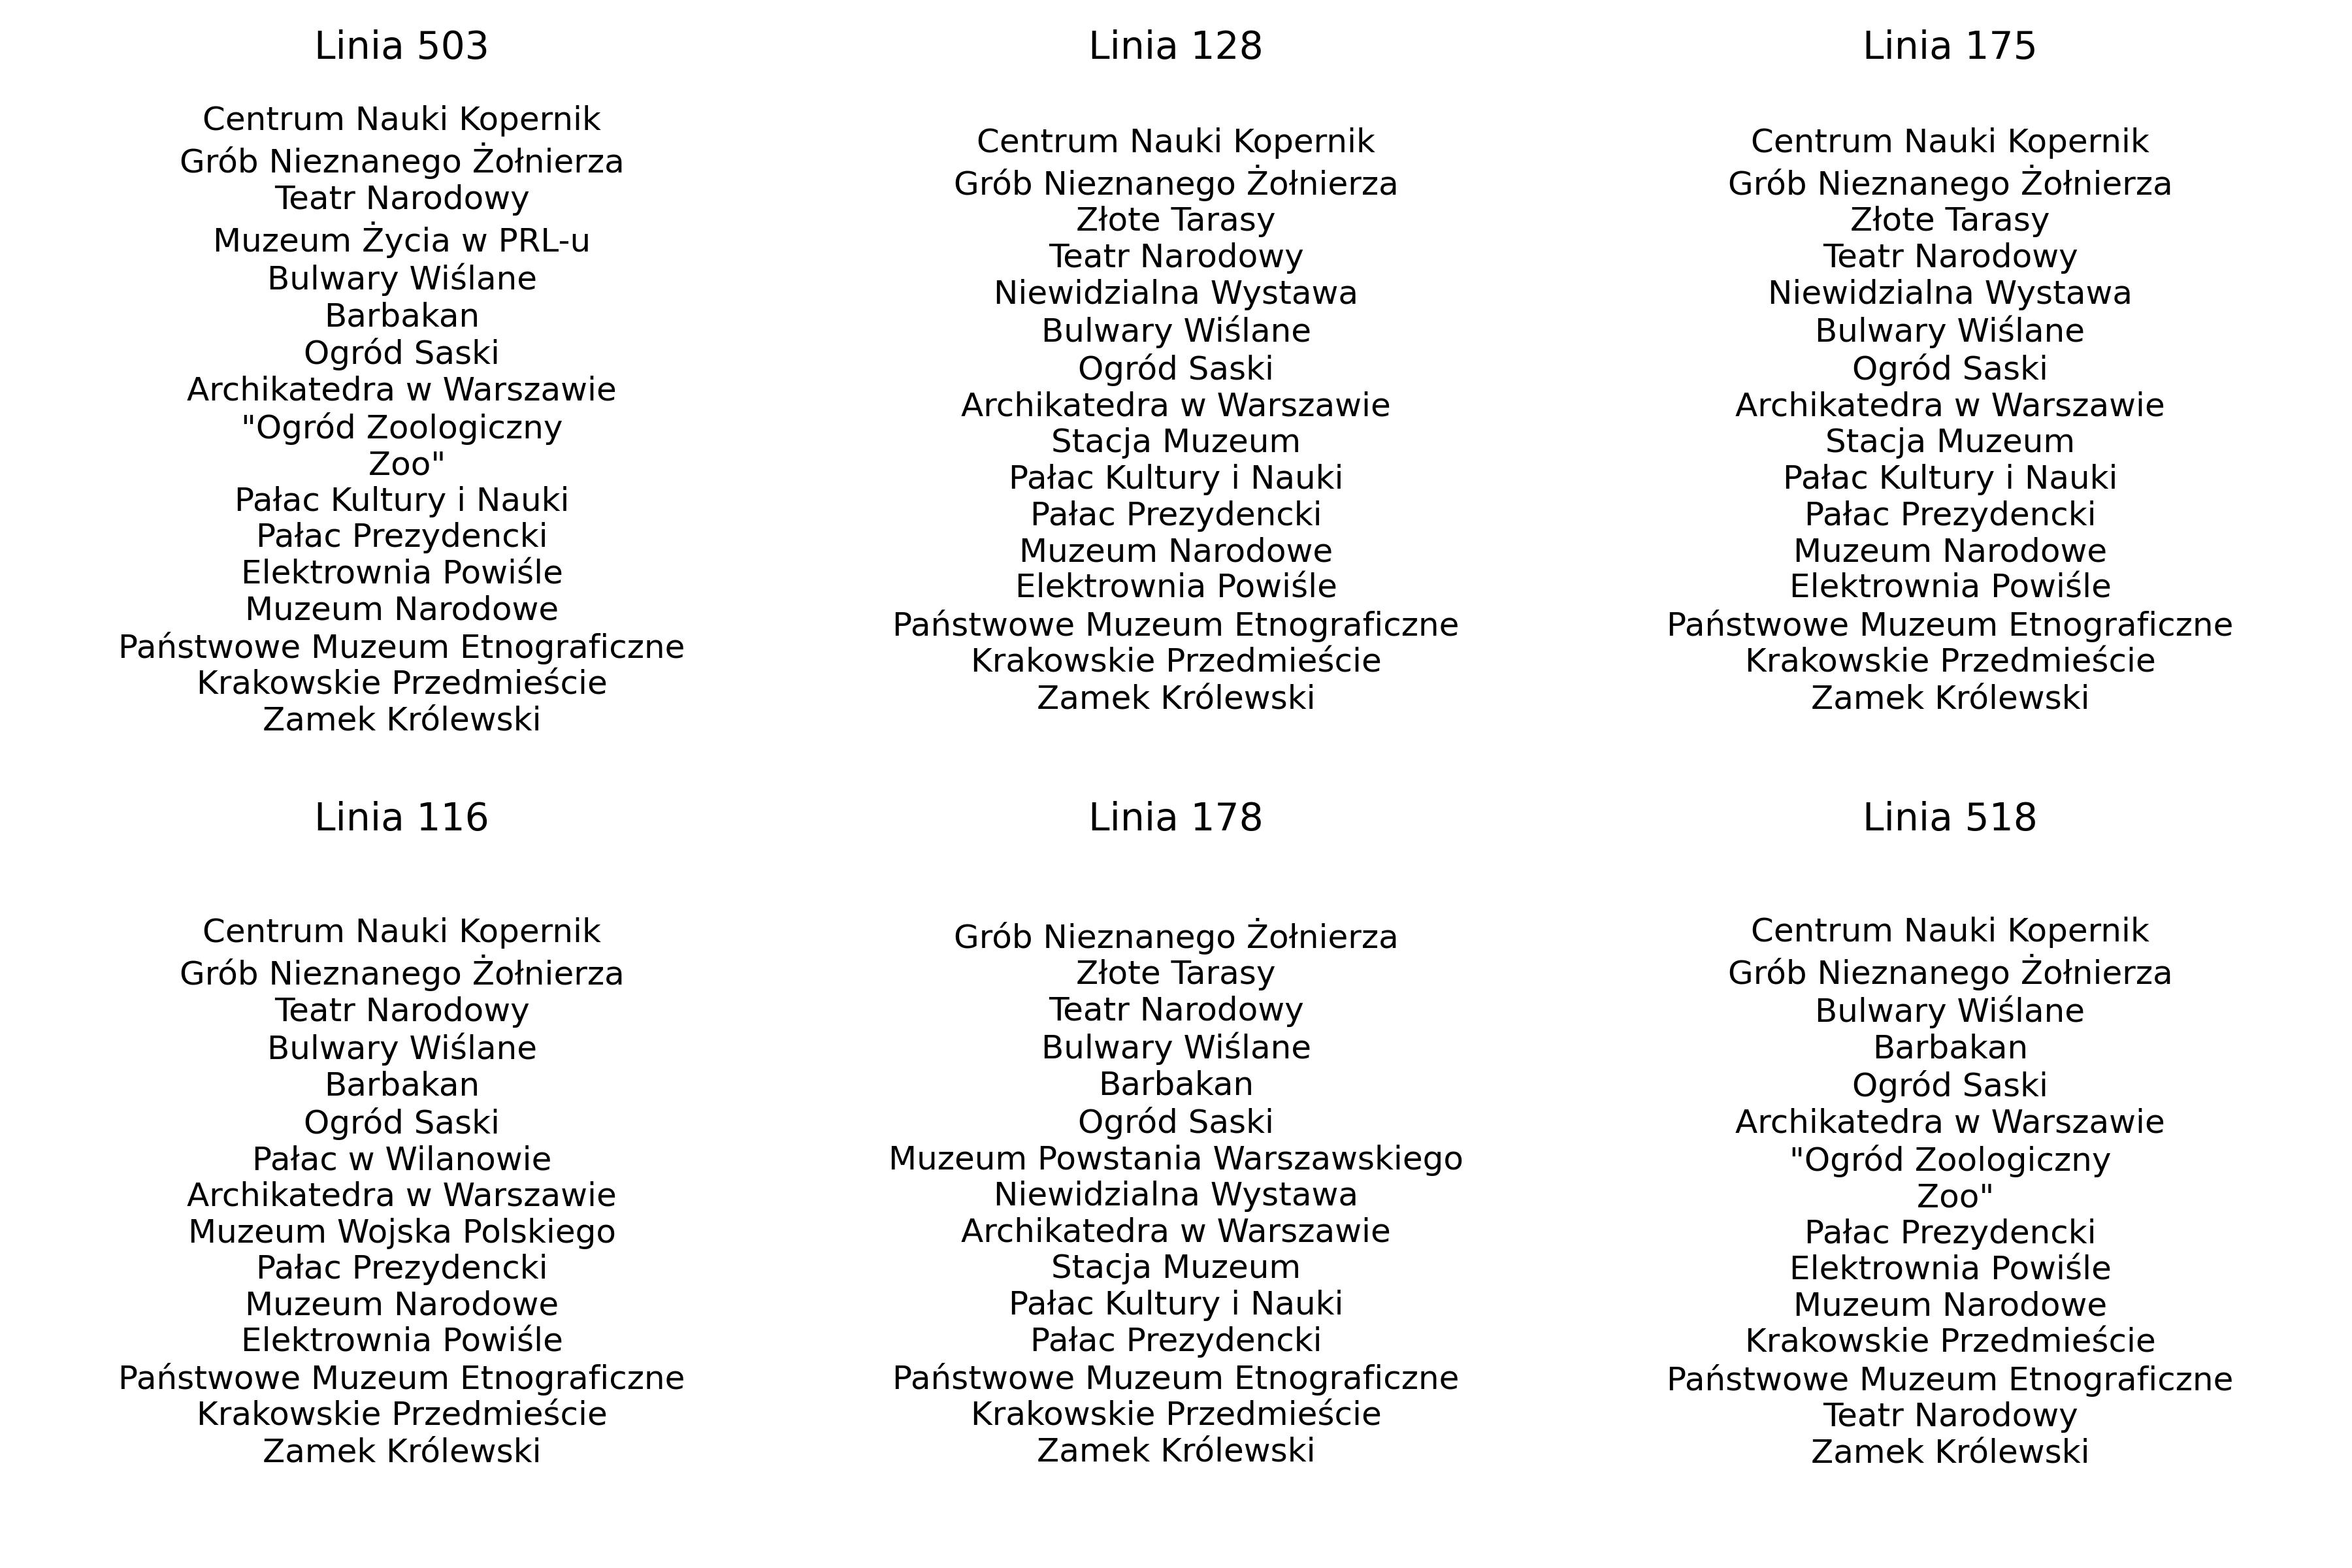 Linia 503
Centrum Nauki Kopernik
Grób Nieznanego Żołnierza
Teatr Narodowy
Muzeum Życia w PRL-u
Bulwary Wiślane
Barbakan
Ogród Saski
Archikatedra w Warszawie
"Ogród Zoologiczny
Zoo"
Pałac Kultury i Nauki
Pałac Prezydencki
Elektrownia Powiśle
Muzeum Narodowe
Państwowe Muzeum Etnograficzne
Krakowskie Przedmieście
Zamek Królewski
Linia 128
Centrum Nauki Kopernik
Grób Nieznanego Żołnierza
Złote Tarasy
Teatr Narodowy
Niewidzialna Wystawa
Bulwary Wiślane
Ogród Saski
Archikatedra w Warszawie
Stacja Muzeum
Pałac Kultury i Nauki
Pałac Prezydencki
Muzeum Narodowe
Elektrownia Powiśle
Państwowe Muzeum Etnograficzne
Krakowskie Przedmieście
Zamek Królewski
Linia 175
Centrum Nauki Kopernik
Grób Nieznanego Żołnierza
Złote Tarasy
Teatr Narodowy
Niewidzialna Wystawa
Bulwary Wiślane
Ogród Saski
Archikatedra w Warszawie
Stacja Muzeum
Pałac Kultury i Nauki
Pałac Prezydencki
Muzeum Narodowe
Elektrownia Powiśle
Państwowe Muzeum Etnograficzne
Krakowskie Przedmieście
Zamek Królewski
Linia 116
Centrum Nauki Kopernik
Grób Nieznanego Żołnierza
Teatr Narodowy
Bulwary Wiślane
Barbakan
Ogród Saski
Pałac w Wilanowie
Archikatedra w Warszawie
Muzeum Wojska Polskiego
Pałac Prezydencki
Muzeum Narodowe
Elektrownia Powiśle
Państwowe Muzeum Etnograficzne
Krakowskie Przedmieście
Zamek Królewski
Linia 178
Grób Nieznanego Żołnierza
Złote Tarasy
Teatr Narodowy
Bulwary Wiślane
Barbakan
Ogród Saski
Muzeum Powstania Warszawskiego
Niewidzialna Wystawa
Archikatedra w Warszawie
Stacja Muzeum
Pałac Kultury i Nauki
Pałac Prezydencki
Państwowe Muzeum Etnograficzne
Krakowskie Przedmieście
Zamek Królewski
Linia 518
Centrum Nauki Kopernik
Grób Nieznanego Żołnierza
Bulwary Wiślane
Barbakan
Ogród Saski
Archikatedra w Warszawie
"Ogród Zoologiczny
Zoo"
Pałac Prezydencki
Elektrownia Powiśle
Muzeum Narodowe
Krakowskie Przedmieście
Państwowe Muzeum Etnograficzne
Teatr Narodowy
Zamek Królewski